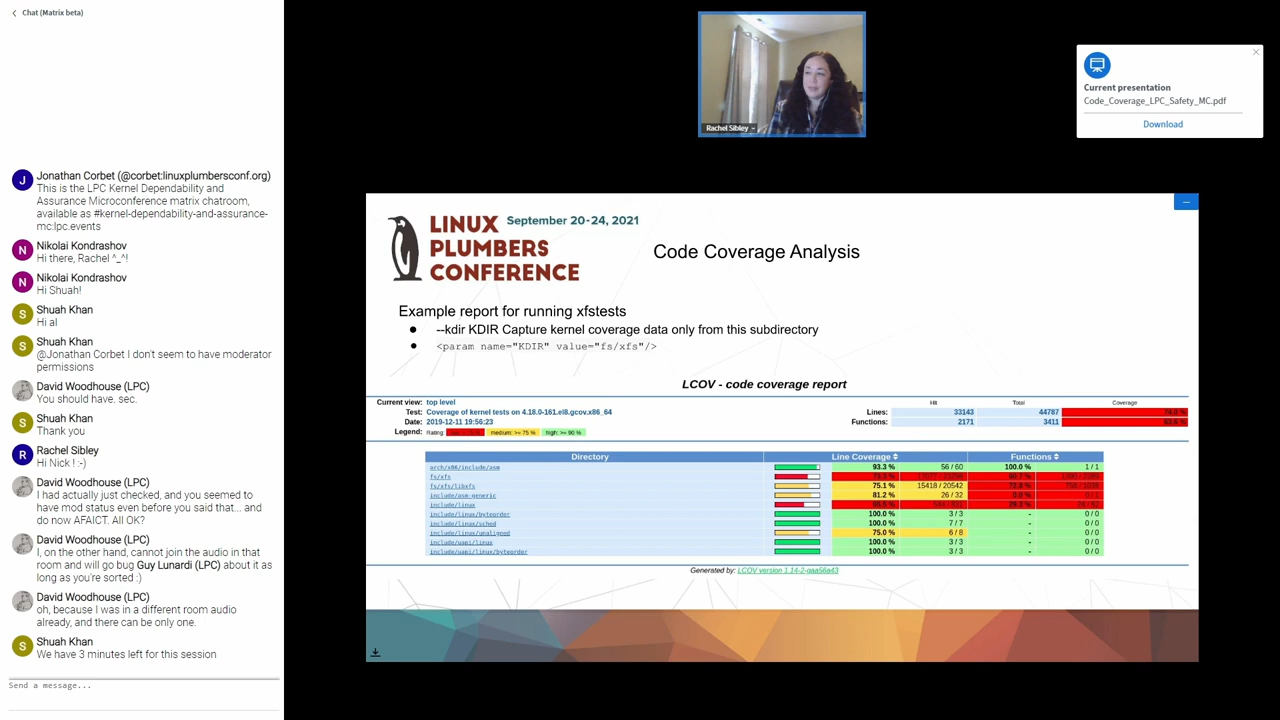 Chat (Matrix beta)
J
Jonathan Corbet (@corbet:linuxplumbersconf.org)
This is the LPC Kernel Dependability and
Assurance Microconference matrix chatroom,
available as #kernel-dependability-and-assurance-
mc:lpc.events
N
Nikolai Kondrashov
Hi there, Rachel ^_^!
N
Nikolai Kondrashov
Hi Shuah!
S
Shuah Khan
Hi al
S
Shuah Khan
@Jonathan Corbet I don't seem to have moderator
permissions
David Woodhouse (LPC)
You should have. sec.
S
Shuah Khan
Thank you
R
Rachel Sibley
Hi Nick ! :-)
David Woodhouse (LPC)
I had actually just checked, and you seemed to
have mod status even before you said that... and
do now AFAICT. All OK?
David Woodhouse (LPC)
I, on the other hand, cannot join the audio in that
room and will go bug Guy Lunardi (LPC) about it as
long as you're sorted :)
David Woodhouse (LPC)
oh, because I was in a different room audio
already, and there can be only one.
S
Shuah Khan
We have 3 minutes left for this session
Send a message...
Rachel Sibley
Current presentation
Code_Coverage_LPC_Safety_MC.pdf
Download
LINUX September 20-24, 2021
PLUMBERS
CONFERENCE
Code Coverage Analysis
Example report for running xfstests
● --kdir KDIR Capture kernel coverage data only from this subdirectory
● <param name="KDIR" value="fs/xfs"/>
LCOV - code coverage report
Current view: top level Hit Total Coverage
Test: Coverage of kernel tests on 4.18.0-161.el8.gcov.x86_64 Lines: 33143 44787
Date: 2019-12-11 19:56:23 Functions: 2171 3411
Legend: Rating: medium: >= 75 % high: >= 90 %
Directory Line Coverage Functions
arch/x86/include/asm 93.3 % 56 / 60 100.0 % 1 / 1
fs/xfs
fs/xfs/libxfs 75.1 % 15418 / 20542
include/asm-generic 81.2 % 26 / 32
include/linux
include/linux/byteorder 100.0 % 3 / 3 - 0 / 0
include/linux/sched 100.0 % 7 / 7 - 0 / 0
include/linux/unaligned 75.0 % 6 / 8 - 0 / 0
include/uapi/linux 100.0 % 3 / 3 - 0 / 0
include/uapi/linux/byteorder 100.0 % 3 / 3 - 0 / 0
Generated by: LCOV version 1.14-2-gaa56a43